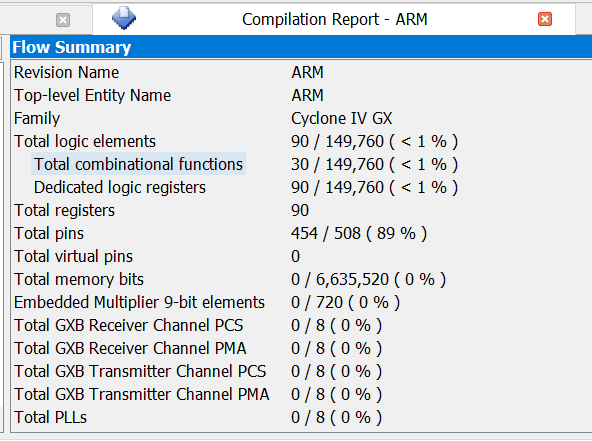 Compilation Report - ARM
Flow Summary
Revision Name ARM
Top-level Entity Name ARM
Family Cyclone IV GX
Total logic elements 90 / 149,760 ( < 1 % )
Total combinational functions 30 / 149,760 ( < 1 % )
Dedicated logic registers 90 / 149,760 ( < 1 % )
Total registers 90
Total pins 454 / 508 ( 89 % )
Total virtual pins 0
Total memory bits 0 / 6,635,520 ( 0 % )
Embedded Multiplier 9-bit elements 0 / 720 ( 0 % )
Total GXB Receiver Channel PCS 0 / 8 ( 0 % )
Total GXB Receiver Channel PMA 0 / 8 ( 0 % )
Total GXB Transmitter Channel PCS 0 / 8 ( 0 % )
Total GXB Transmitter Channel PMA 0 / 8 ( 0 % )
Total PLLs 0 / 8 ( 0 % )